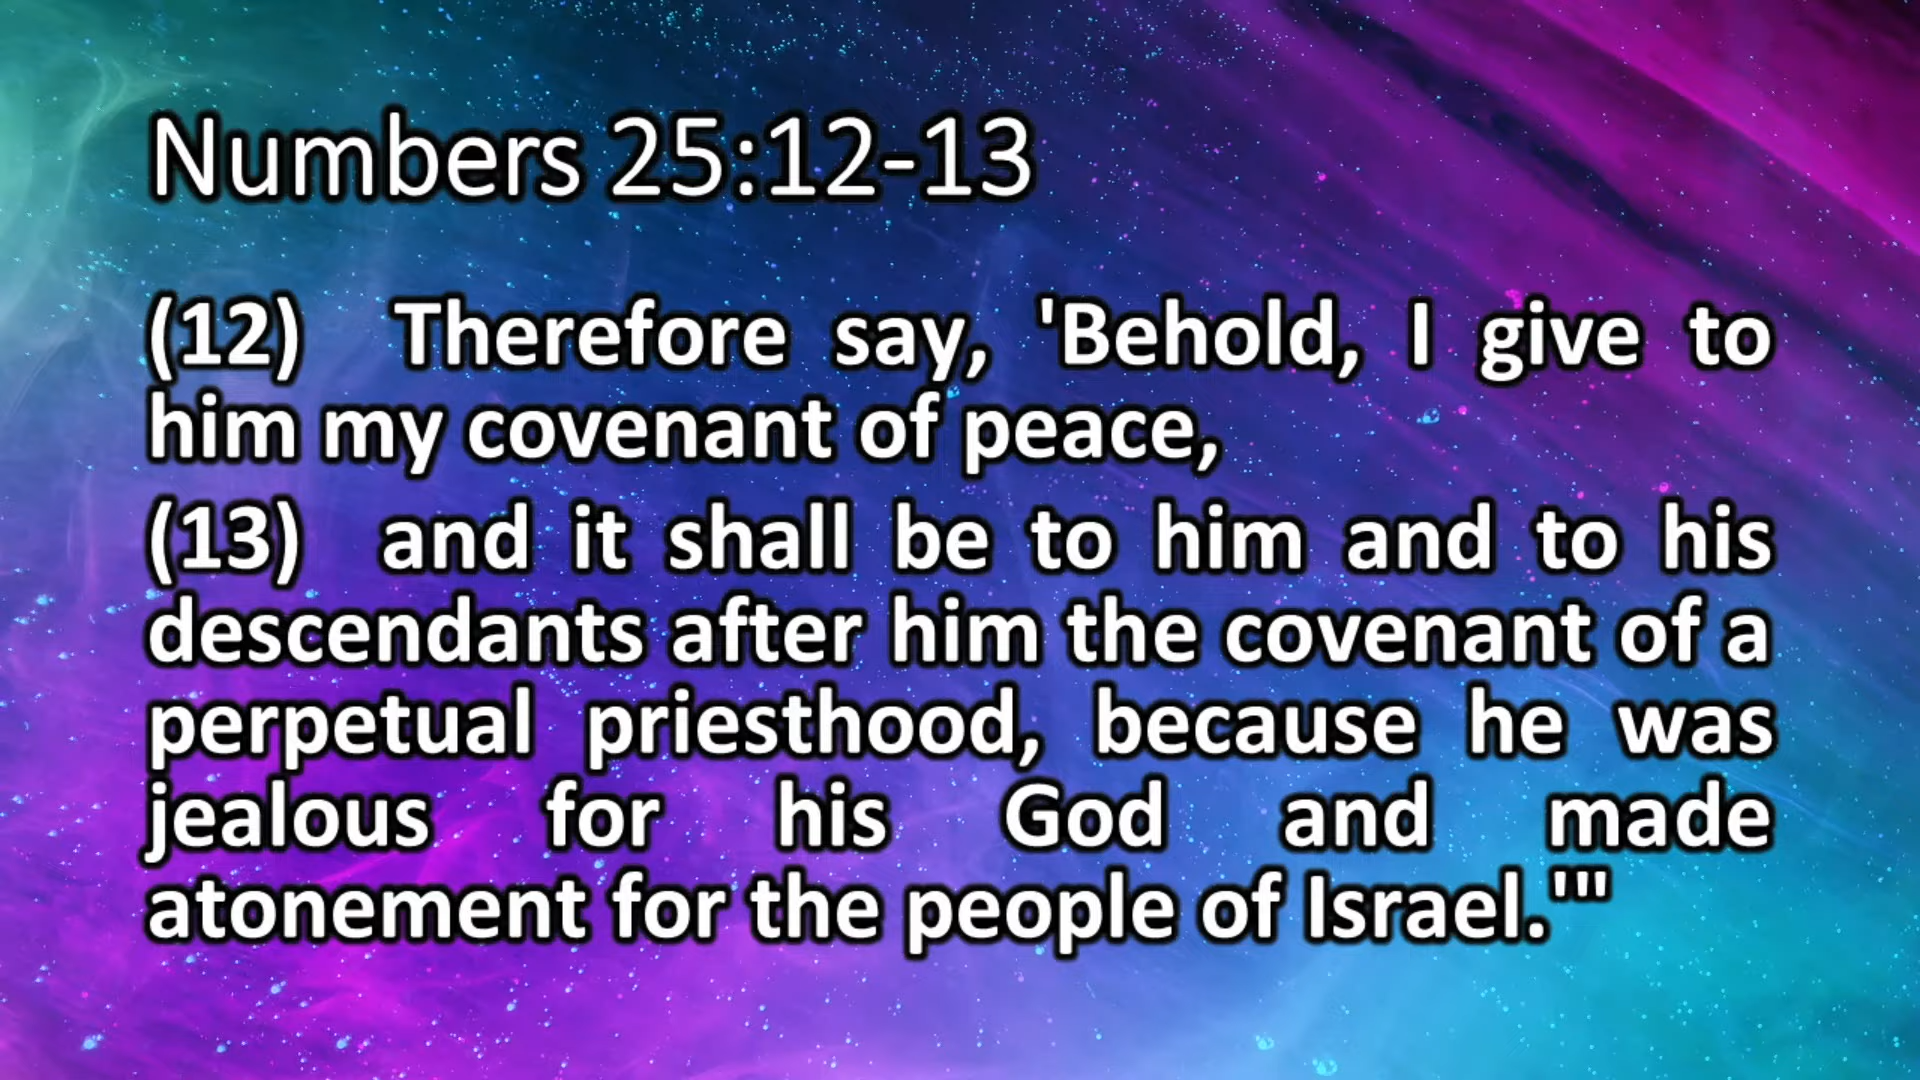 Numbers 25:12-13
(12) Therefore say, 'Behold, I give to
him my covenant of peace,
(13) and it shall be to him and to his
descendants after him the covenant of a
perpetual priesthood, because he was
jealous for his God and made
atonement for the people of Israel.'"